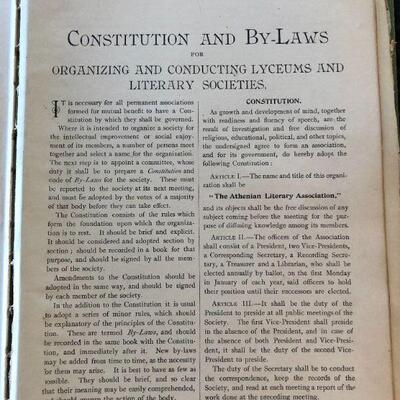 CONSTITUTION AND BY-LAWS
FOR
ORGANIZING AND CONDUCTING LYCEUMS AND
LITERARY SOCIETIES.
IT is necessary for all permanent associations
formed for mutual benefit to have a Con-
stitution by which they shall be governed.
Where it is intended to organize a society for
the intellectual improvement or social enjoy-
ment of its members, a number of persons meet
together and select a name for the organization.
The next step is to appoint a committee, whose
duty it shall be to prepare a Constitution and
code of By-Laws for the society. These must
be reported to the society at its next meeting,
and must be adopted by the votes of a majority
of that body before they can take effect.
The Constitution consists of the rules which
form the foundation upon which the organiza-
tion is to rest. It should be brief and explicit.
It should be considered and adopted section by
section; should be recorded in a book for that
purpose, and should be signed by all the mem-
bers of the society.
Amendments to the Constitution should be
adopted in the same way, and should be signed
by each member of the society.
In the addition to the Constitution it is usual
to adopt a series of minor rules, which should
be explanatory of the principles of the Constitu-
tion. These are termed By-Laws, and should
be recorded in the same book with the Constitu-
tion, and immediately after it. New by-laws
may be added from time to time, as the necessity
for them may arise. It is best to have as few as
possible. They should be brief, and so clear
that their meaning may be easily comprehended,
should govern the action of the body.
CONSTITUTION.
As growth and development of mind, together
with readiness and fluency of speech, are the
result of investigation and free discussion of
religious, educational, political, and other topics,
the undersigned agree to form an association,
and for its government, do hereby adopt the
following Constitution:
ARTICLE I.—The name and title of this organi-
zation shall be
"The Athenian Literary Association,"
and its objects shall be the free discussion of any
subject coming before the meeting for the pur-
pose of diffusing knowledge among its members.
ARTICLE II.—The officers of the Association
shall consist of a President, two Vice-Presidents,
a Corresponding Secretary, a Recording Secre-
tary, a Treasurer and a Librarian, who shall be
elected annually by ballot, on the first Monday
in January of each year, said officers to hold
their position until their successors are elected.
ARTICLE III.—It shall be the duty of the
President to preside at all public meetings of the
Society. The first Vice-President shall preside
in the absence of the President, and in case of
the absence of both President and Vice-Presi-
dent, it shall be the duty of the second Vice-
President to preside.
The duty of the Secretary shall be to conduct
the correspondence, keep the records of the
Society, and read at each meeting a report of the
work done at the preceding meeting.